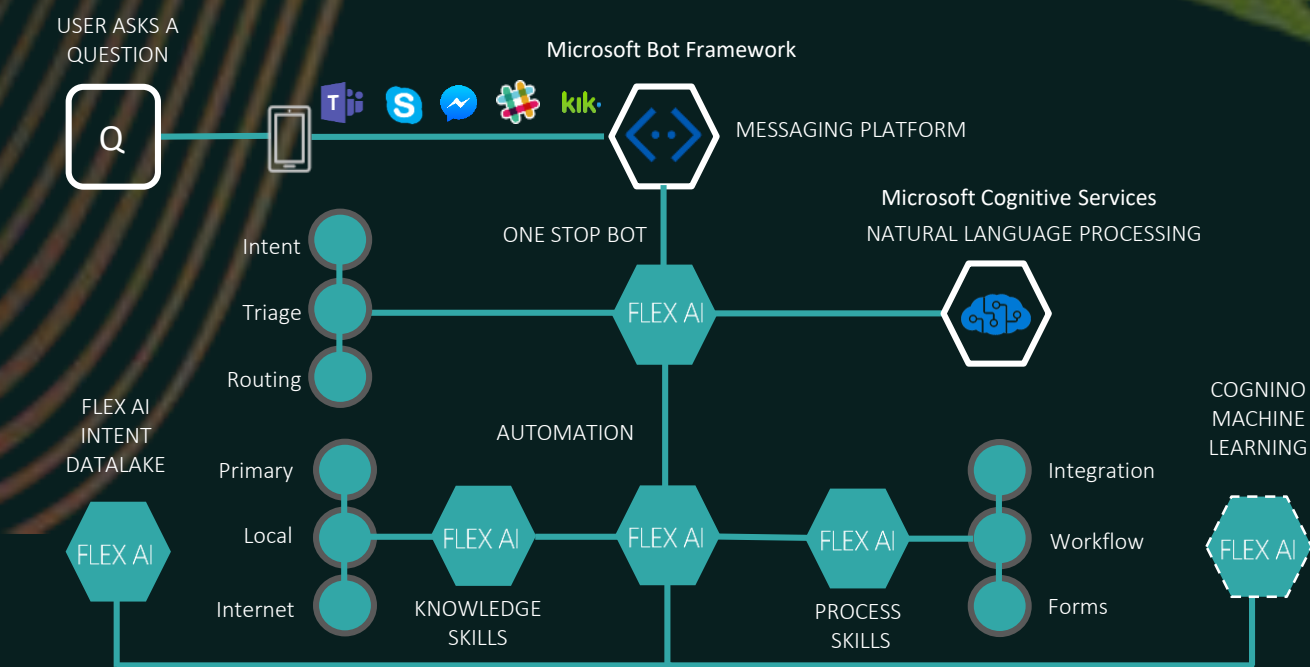 USER ASKS A
QUESTION
Microsoft Bot Framework
Q
T
S
kik
MESSAGING PLATFORM
Microsoft Cognitive Services
NATURAL LANGUAGE PROCESSING
ONE STOP BOT
Intent
Triage
Routing
FLEX AI
FLEX AI
INTENT
DATALAKE
COGNINO
MACHINE
LEARNING
AUTOMATION
Primary
Local
Internet
FLEX AI
FLEX AI
FLEX AI
FLEX AI
FLEX AI
Integration
Workflow
Forms
KNOWLEDGE
SKILLS
PROCESS
SKILLS